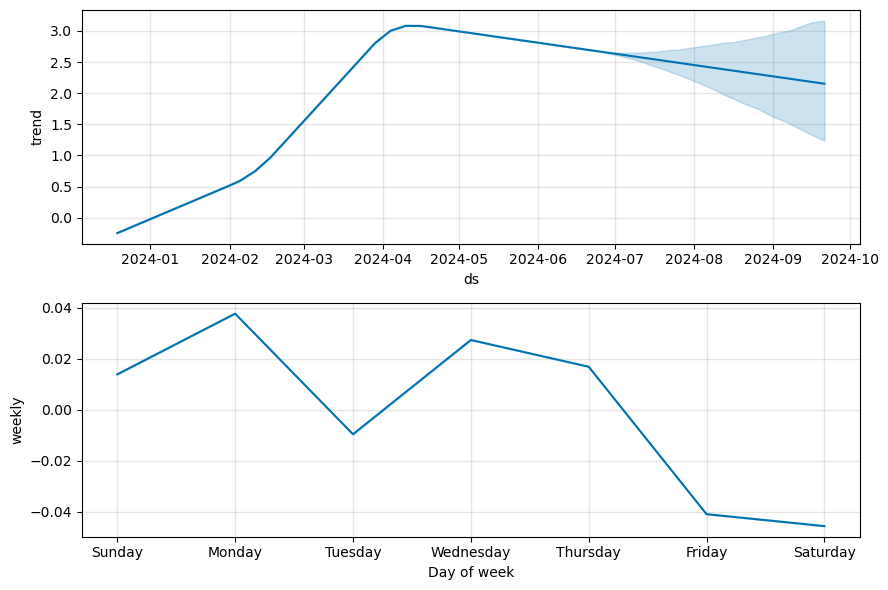 3.0
2.5
2.0
1.5
1.0
0.5
0.0
trend
2024-01 2024-02 2024-03 2024-04 2024-05 2024-06 2024-07 2024-08 2024-09 2024-10
ds
0.04
0.02
0.00
−0.02
−0.04
weekly
Sunday Monday Tuesday Wednesday Thursday Friday Saturday
Day of week